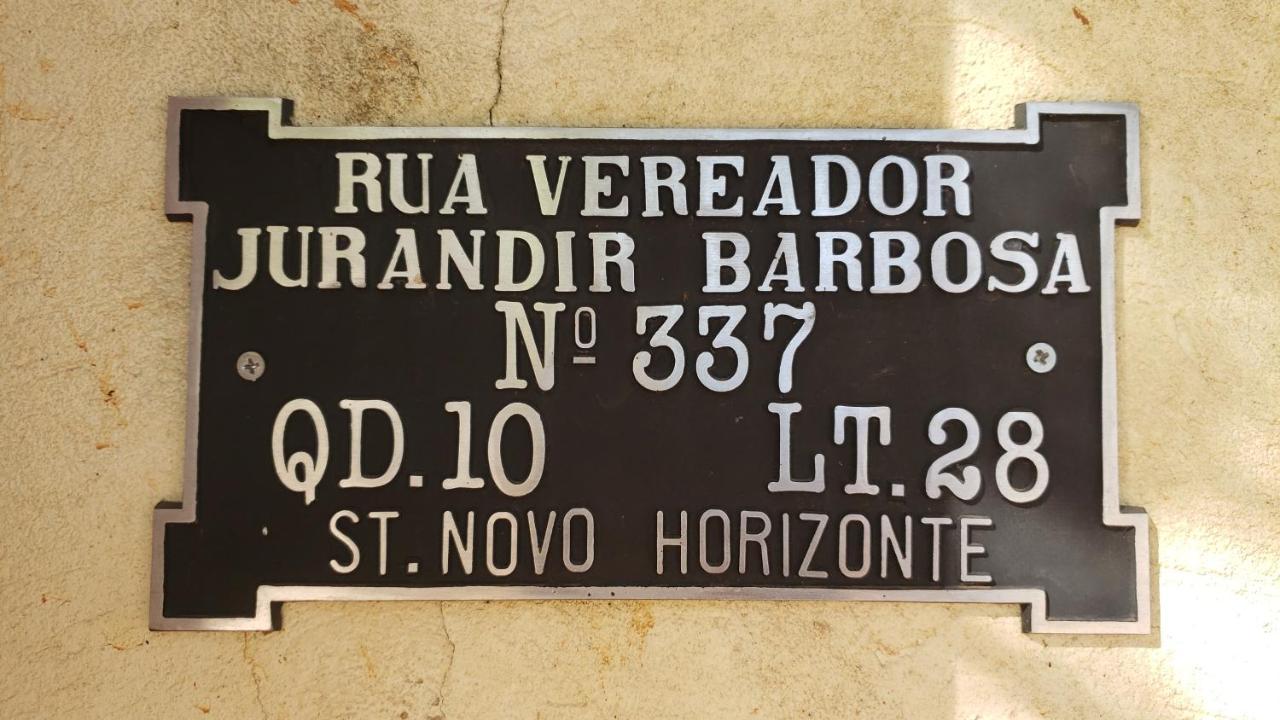 RUA VEREADOR
JURANDIR BARBOSA
Nº 337
QD.10 LT.28
ST. NOVO HORIZONTE